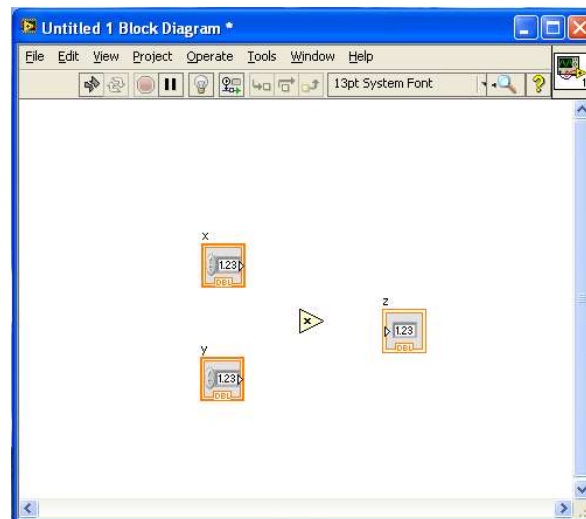 Untitled 1 Block Diagram *
File Edit View Project Operate Tools Window Help
13pt System Font
?
1
x
1.23
DBL
z
×
1.23
DBL
y
1.23
DBL